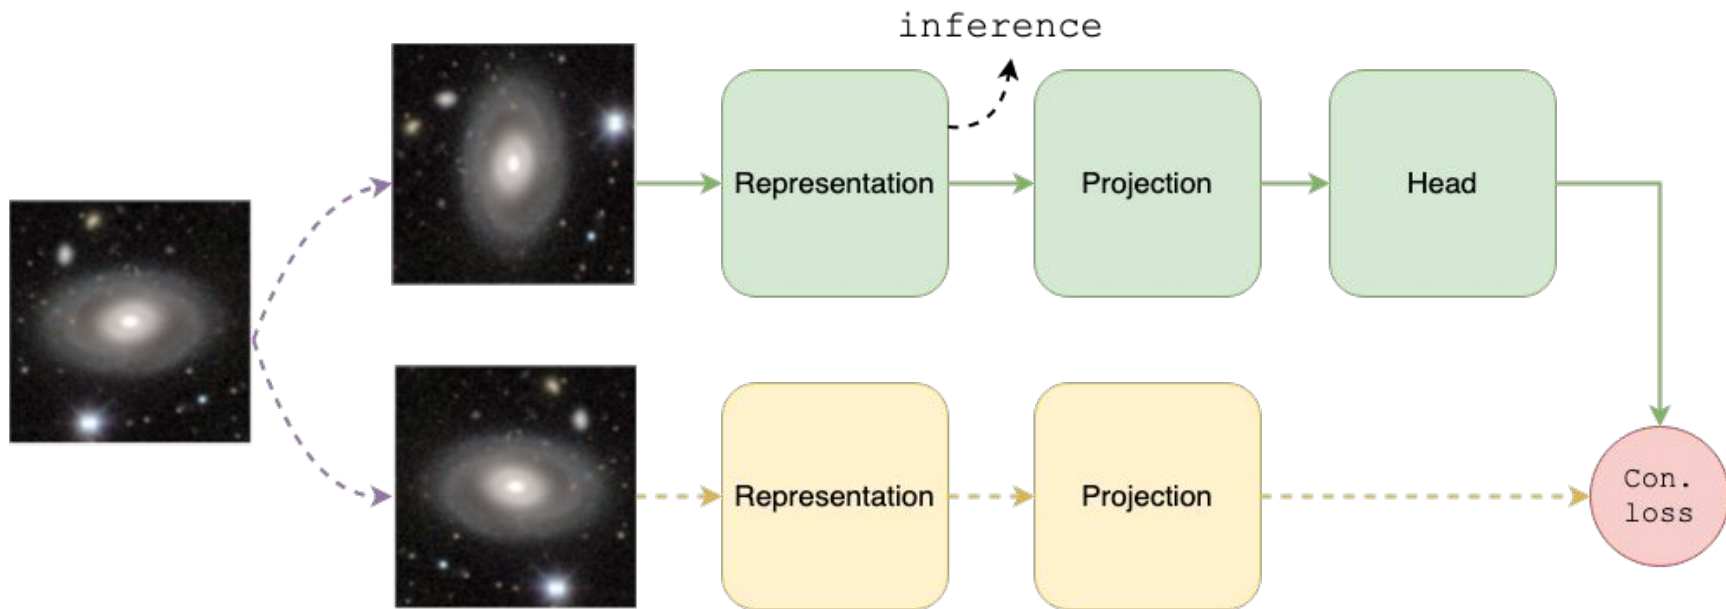 inference
Representation
Projection
Head
Representation
Projection
Con.
loss